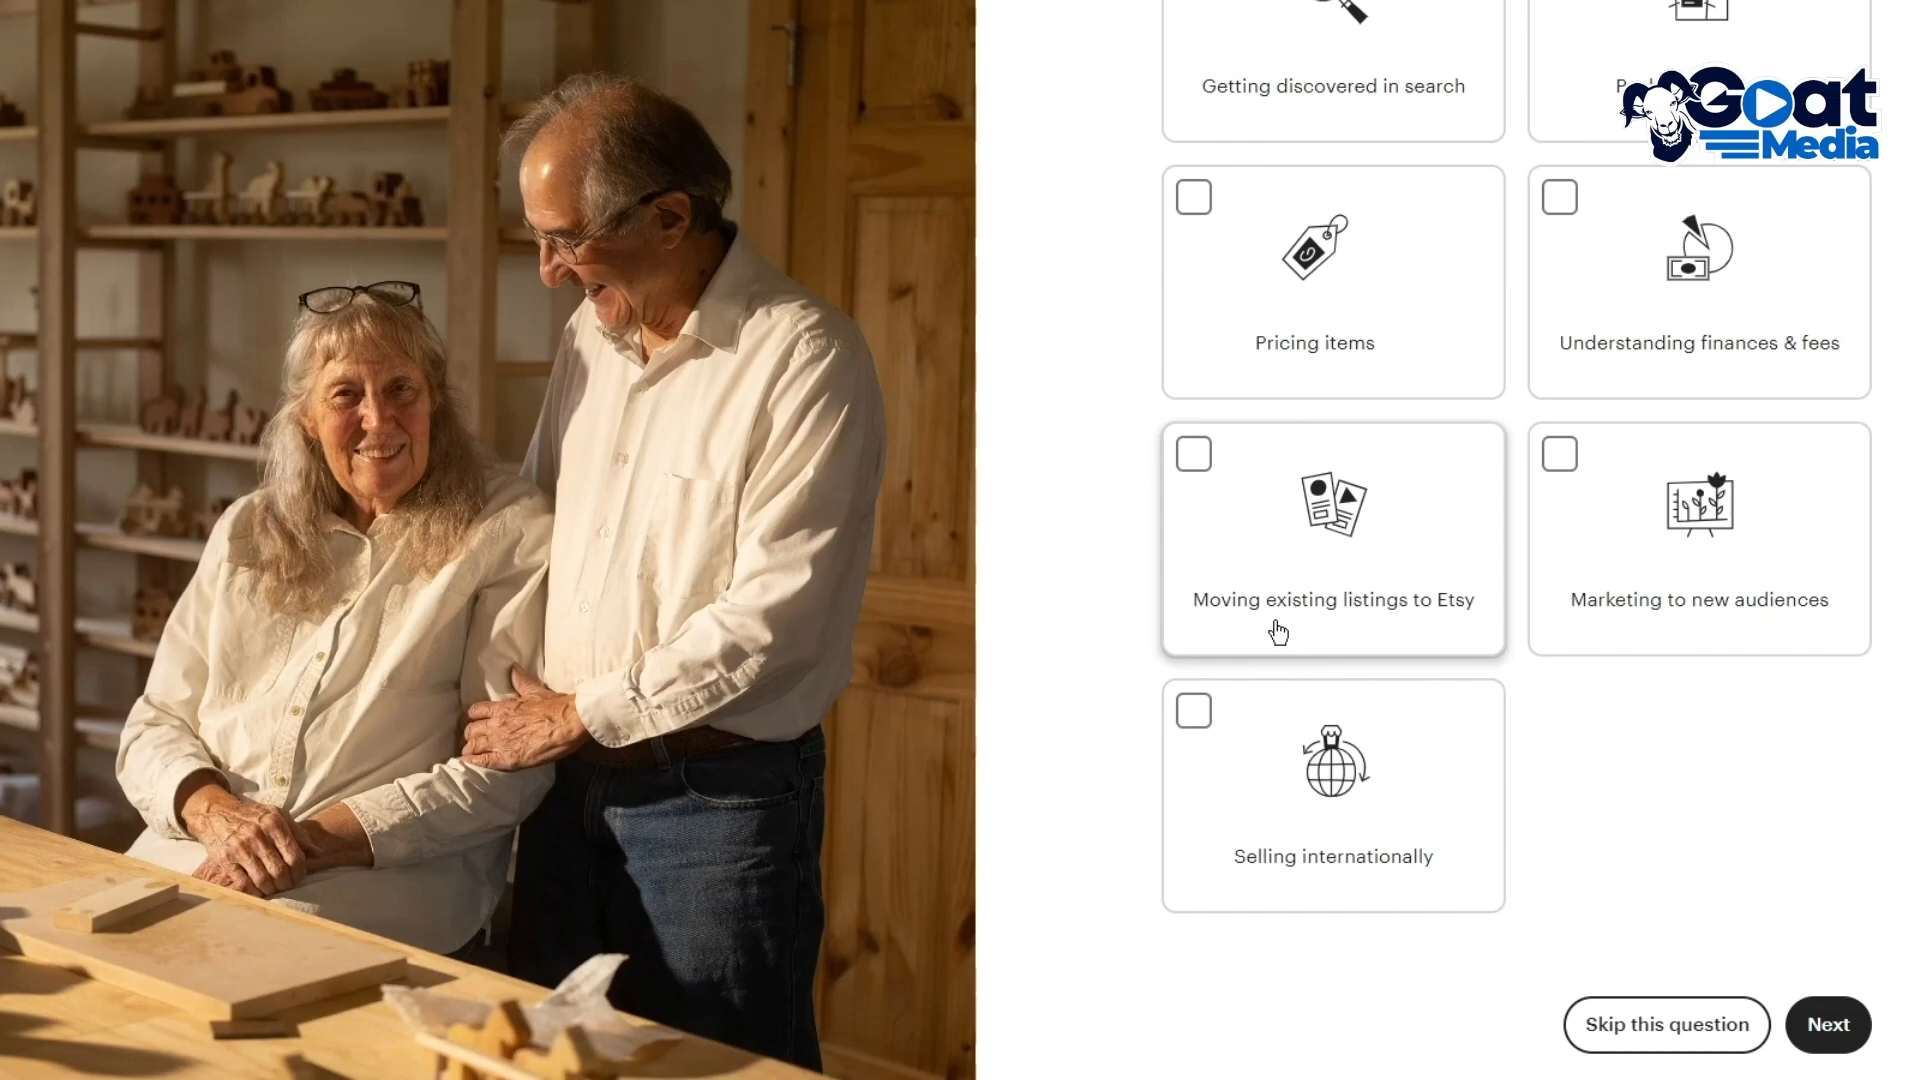 Getting discovered in search
Goat
Media
Pricing items
Understanding finances & fees
Moving existing listings to Etsy
Marketing to new audiences
Selling internationally
Skip this question
Next